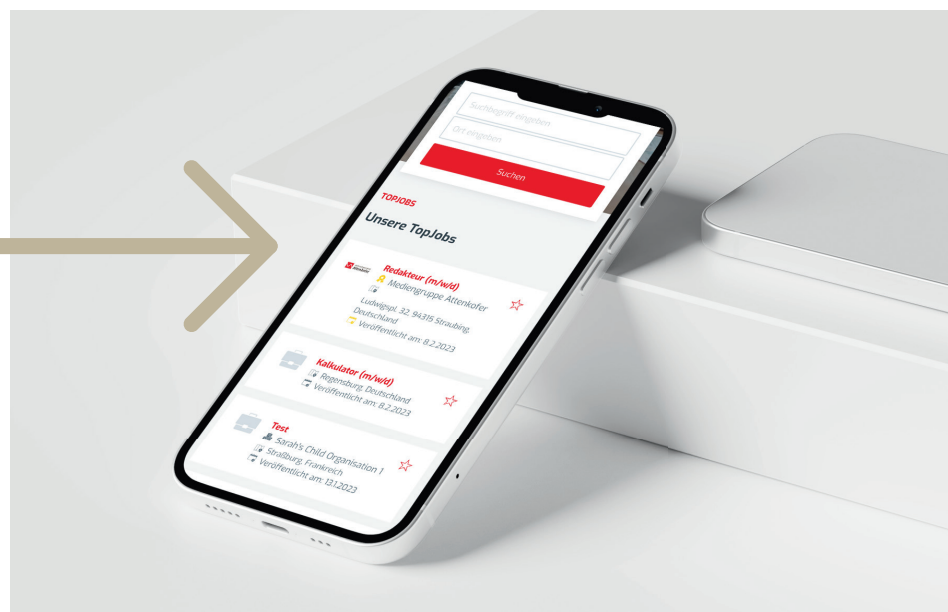 Suchbegriff eingeben
Ort eingeben
Suchen
TOPJOBS
Unsere TopJobs
Redakteur (m/w/d)
Mediengruppe Attenkofer
Ludwigspl. 32, 94315 Straubing,
Deutschland
Veröffentlicht am: 8.2.2023
Kalkulator (m/w/d)
Regensburg, Deutschland
Veröffentlicht am: 8.2.2023
Test
Sarah's Child Organisation 1
Straßburg, Frankreich
Veröffentlicht am: 13.1.2023